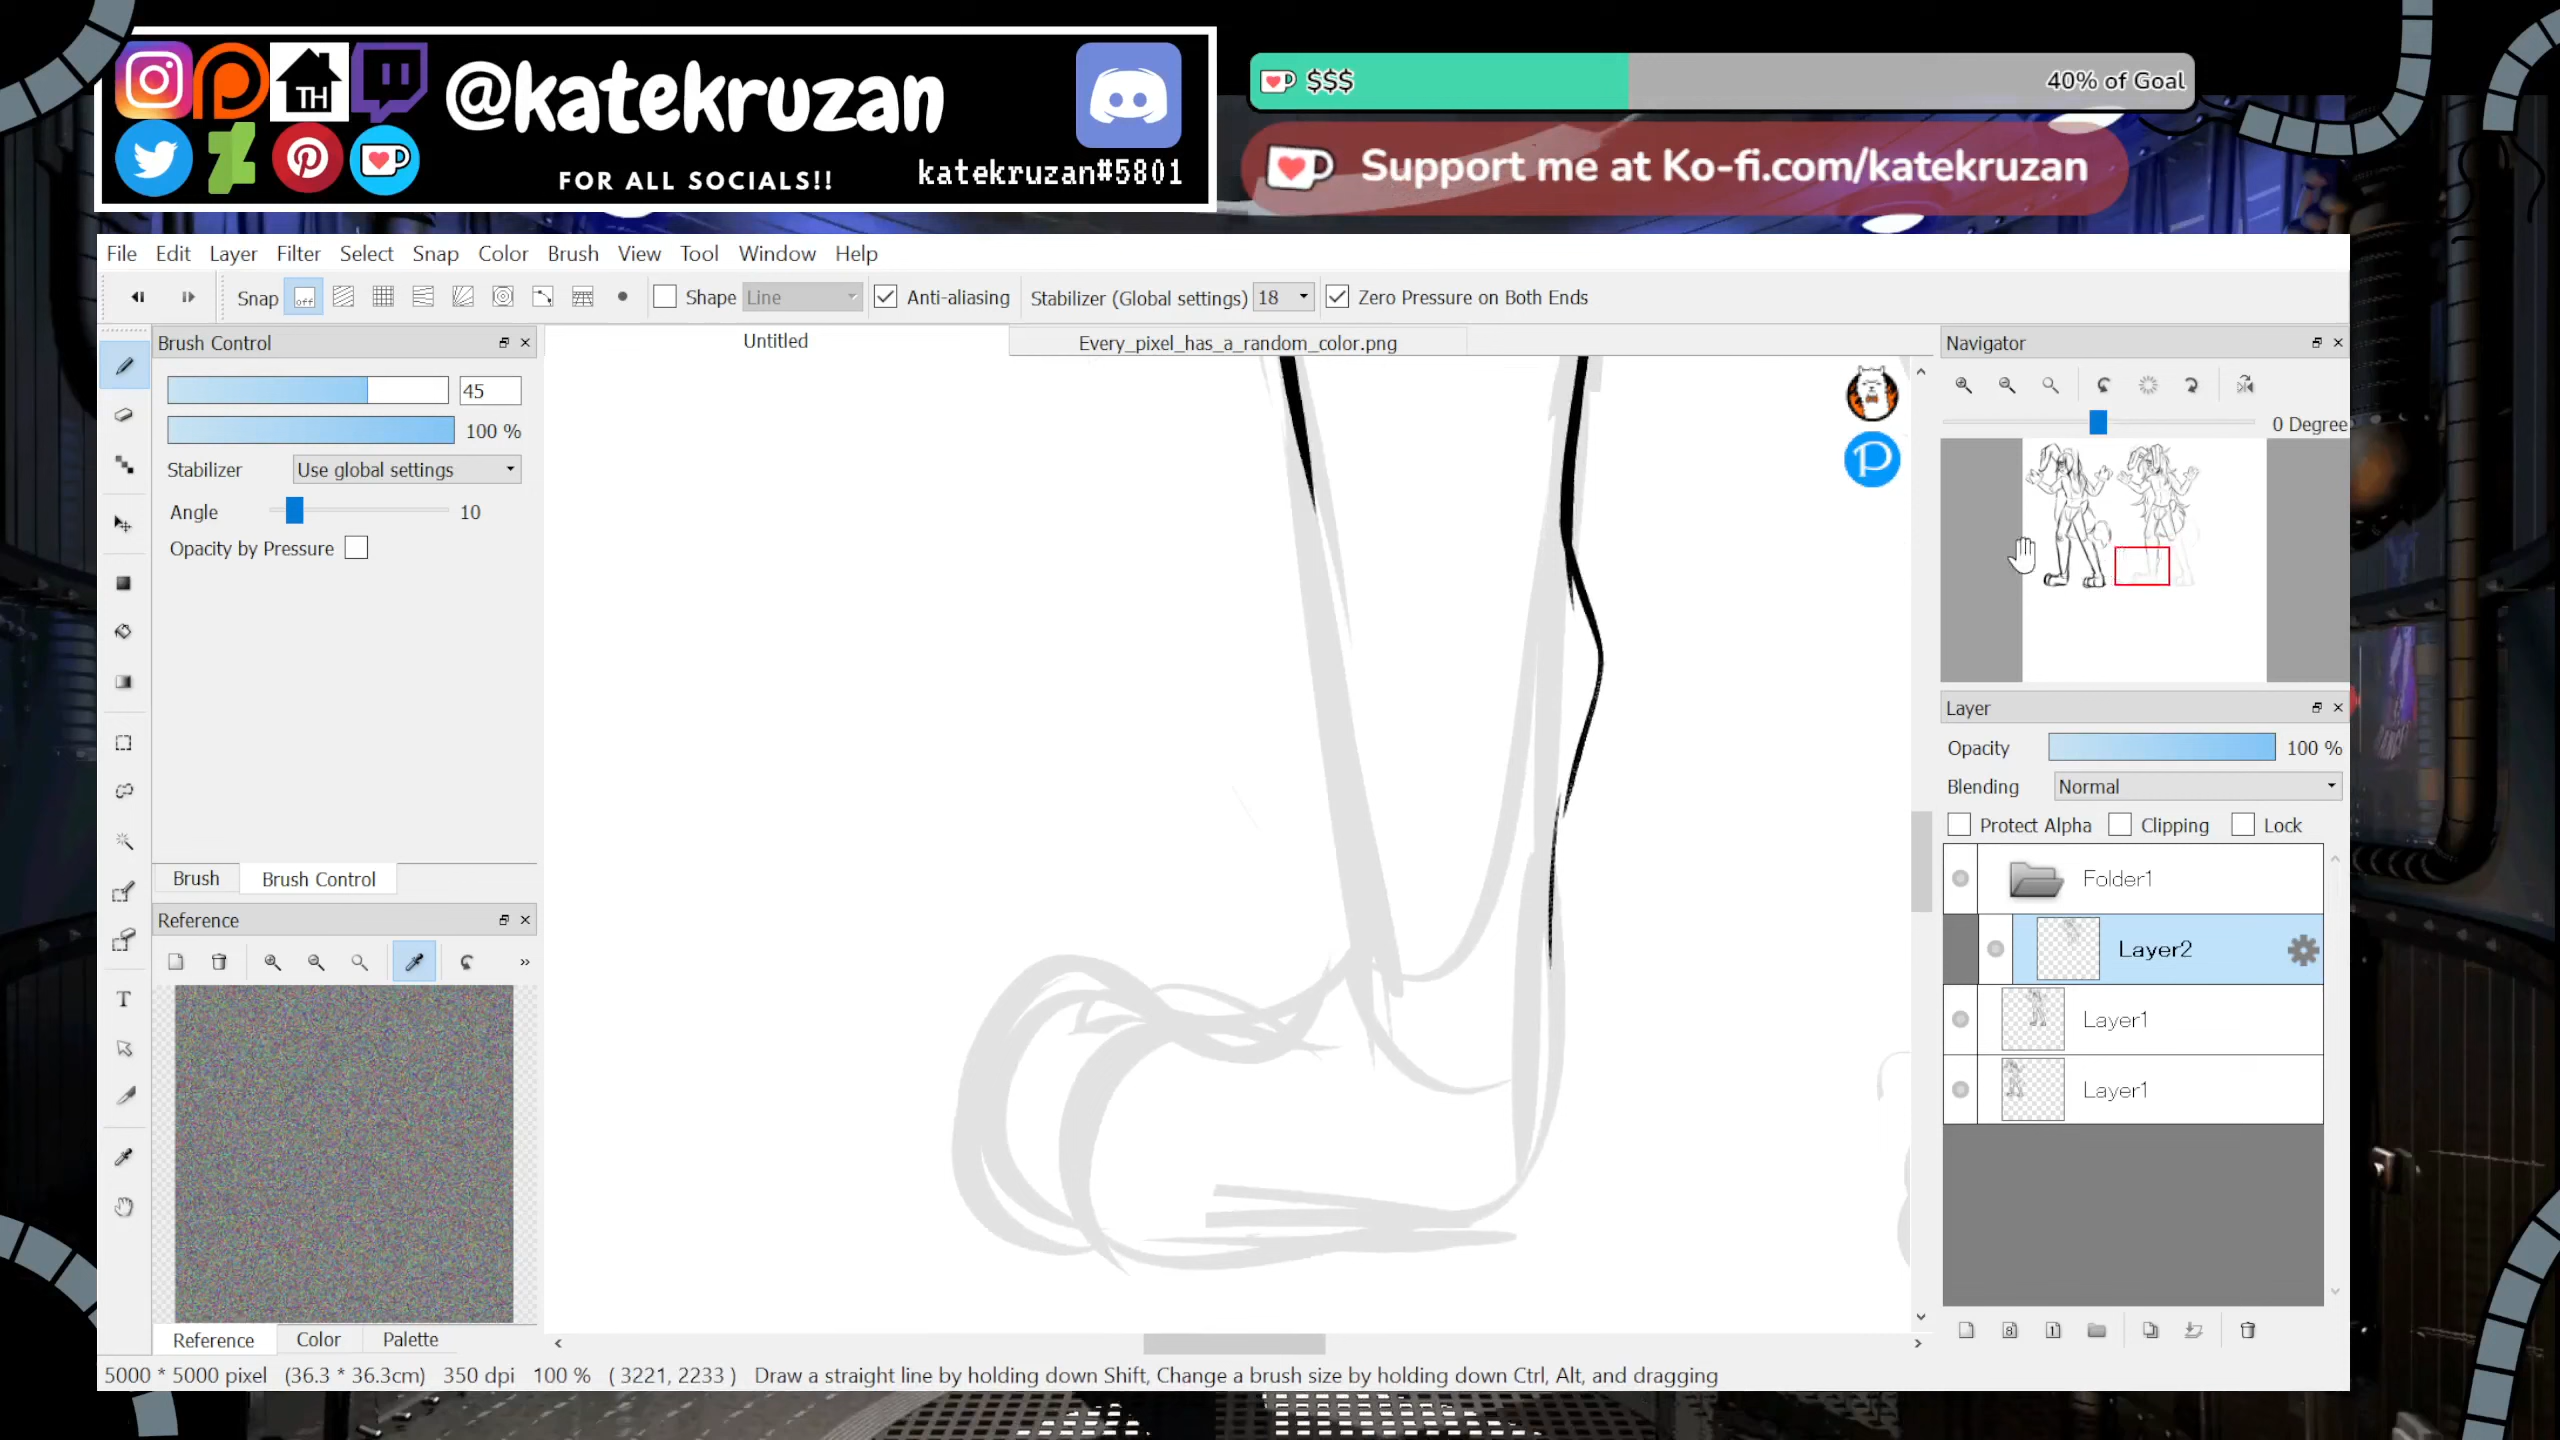 TH
@katekruzan
FOR ALL SOCIALS!!
katekruzan#5801
$$$
40% of Goal
Support me at Ko-fi.com/katekruzan
File Edit Layer Filter Select Snap Color Brush View Tool Window Help
Snap off Shape Line Anti-aliasing Stabilizer (Global settings) 18 Zero Pressure on Both Ends
Brush Control
45
100 %
Stabilizer Use global settings
Angle 10
Opacity by Pressure
Brush Brush Control
Reference
»
Reference Color Palette
Untitled
Every_pixel_has_a_random_color.png
P
Navigator
0 Degree
Layer
Opacity 100 %
Blending Normal
Protect Alpha Clipping Lock
Folder1
Layer2
Layer1
Layer1
8 1
T
5000 * 5000 pixel (36.3 * 36.3cm) 350 dpi 100 % ( 3221, 2233 ) Draw a straight line by holding down Shift, Change a brush size by holding down Ctrl, Alt, and dragging